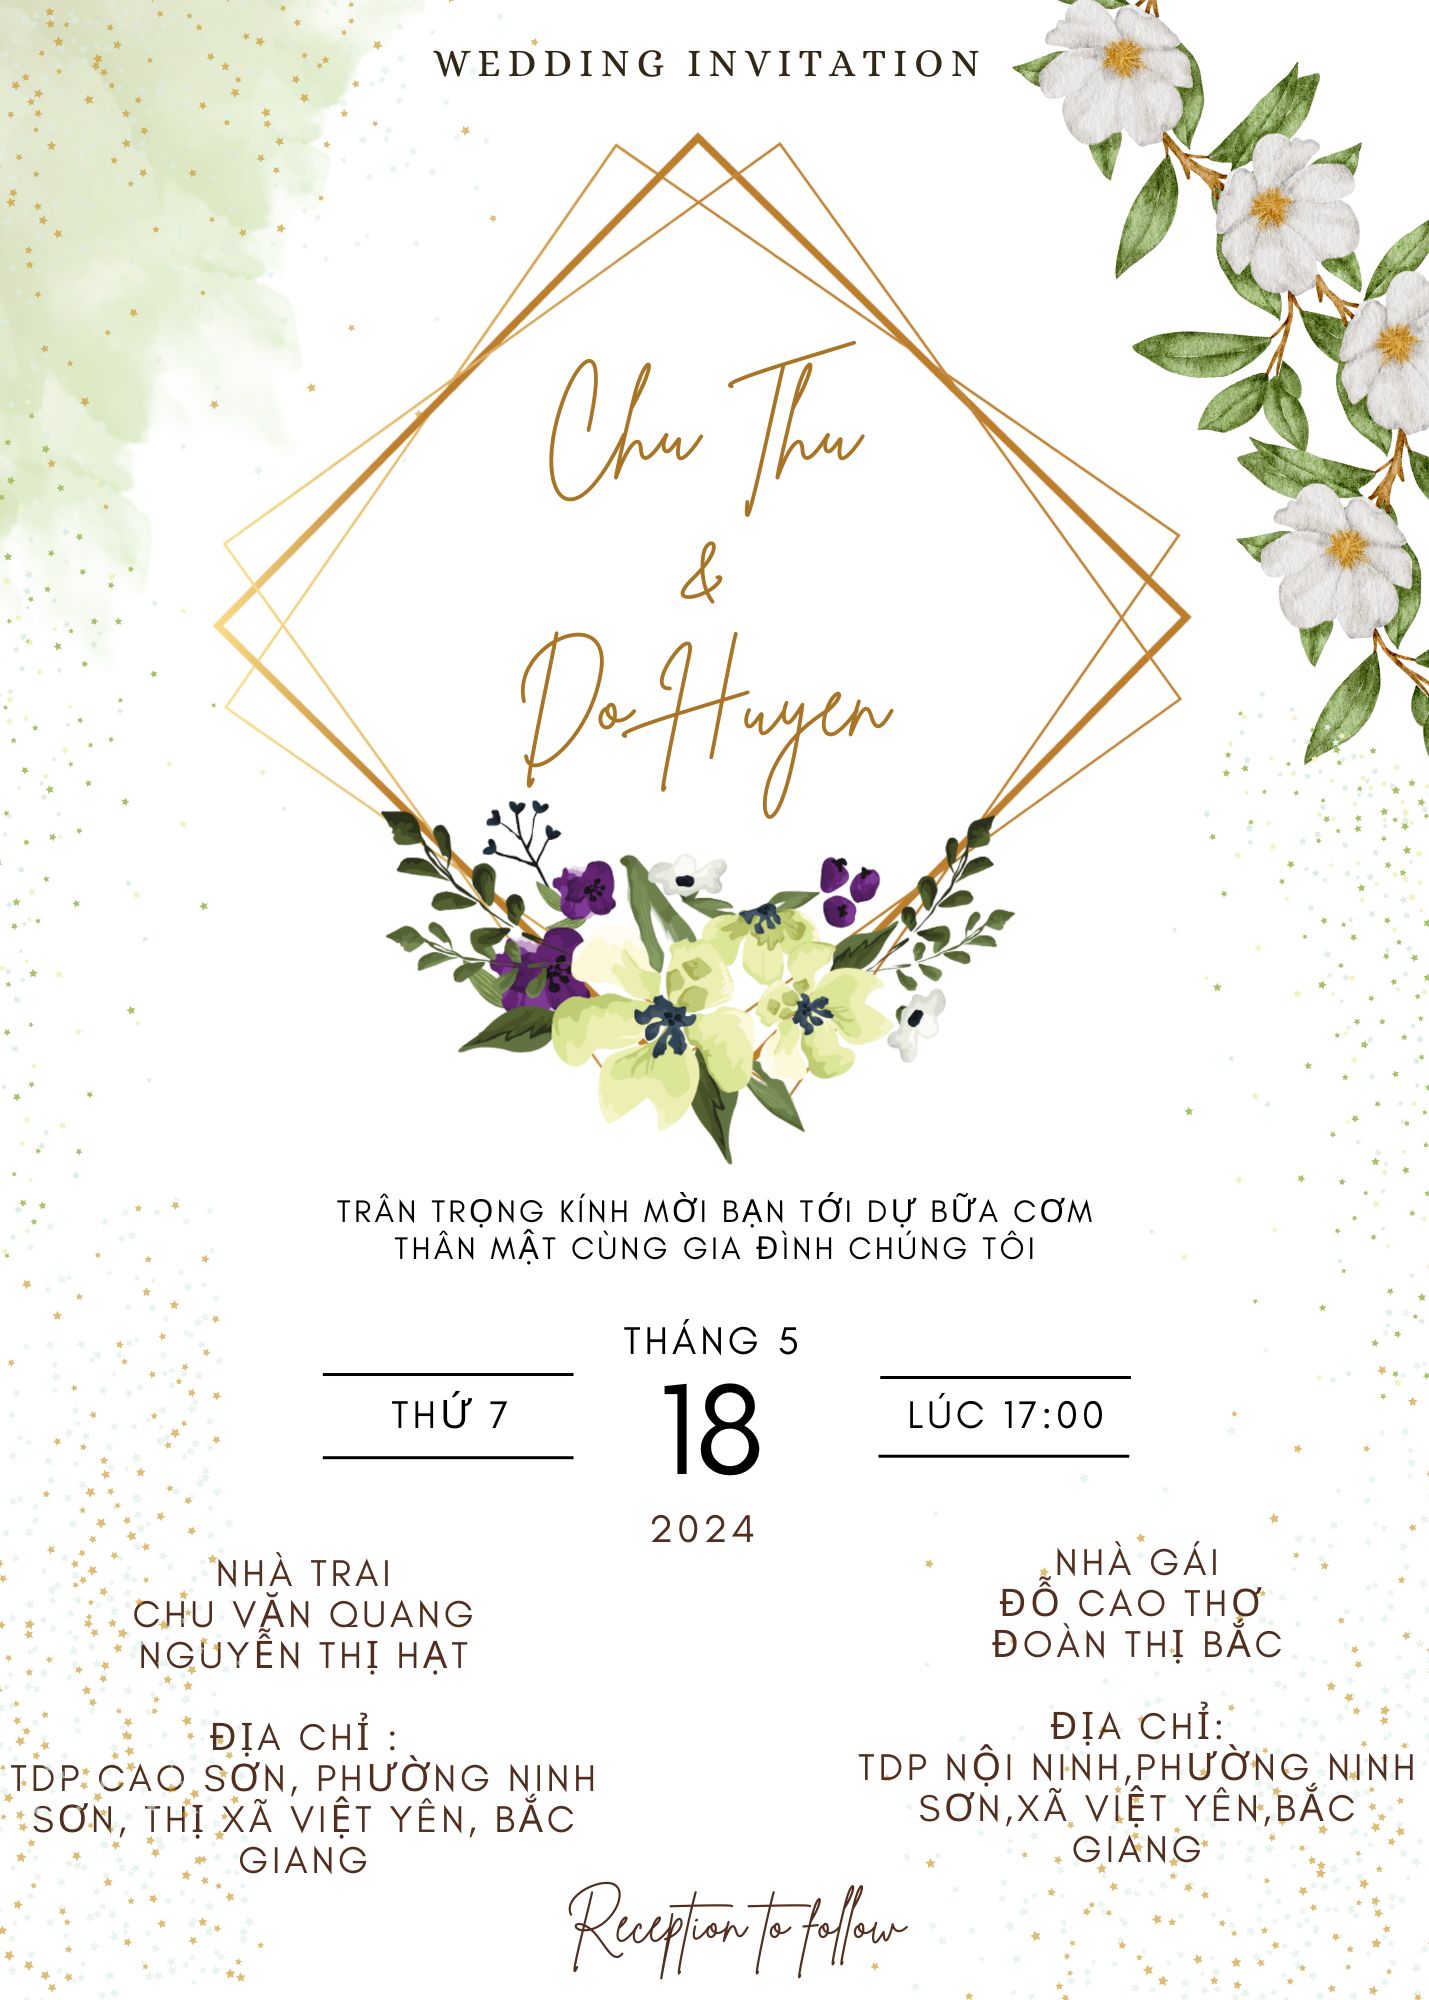 WEDDING INVITATION
Chu Thu
&
Do Huyen
TRÂN TRỌNG KÍNH MỜI BẠN TỚI DỰ BỮA CƠM
THÂN MẬT CÙNG GIA ĐÌNH CHÚNG TÔI
THÁNG 5
THỨ 7
18
LÚC 17:00
2024
NHÀ TRAI
CHU VĂN QUANG
NGUYỄN THỊ HẠT
ĐỊA CHỈ :
TDP CAO SƠN, PHƯỜNG NINH
SƠN, THỊ XÃ VIỆT YÊN, BẮC
GIANG
NHÀ GÁI
ĐỖ CAO THƠ
ĐOÀN THỊ BẮC
ĐỊA CHỈ:
TDP NỘI NINH,PHƯỜNG NINH
SƠN,XÃ VIỆT YÊN,BẮC
GIANG
Reception to follow